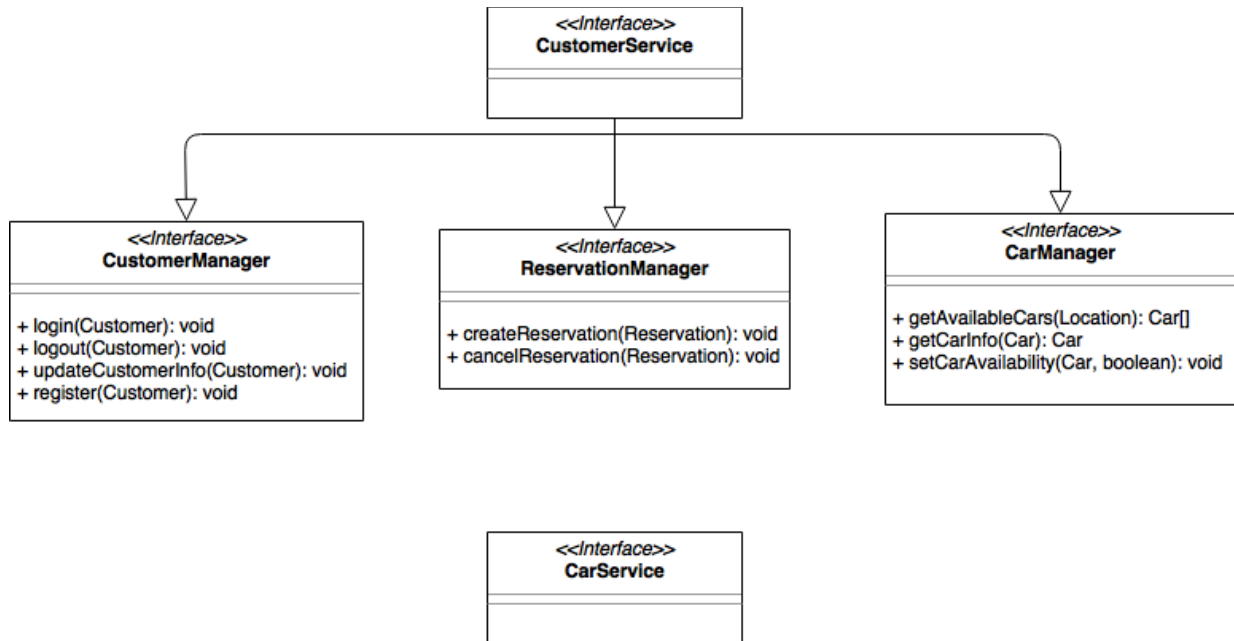 <<Interface>>
CustomerService
<<Interface>>
CustomerManager
+ login(Customer): void
+ logout(Customer): void
+ updateCustomerInfo(Customer): void
+ register(Customer): void
<<Interface>>
ReservationManager
+ createReservation(Reservation): void
+ cancelReservation(Reservation): void
<<Interface>>
CarManager
+ getAvailableCars(Location): Car[]
+ getCarInfo(Car): Car
+ setCarAvailability(Car, boolean): void
<<Interface>>
CarService